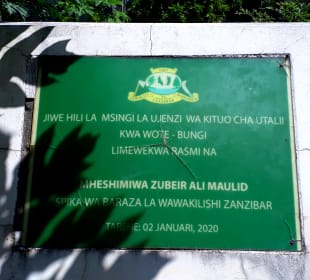 JIWE HILI LA MSINGI LA UJENZI WA KITUO CHA UTALII
KWA WOTE - BUNGI
LIMEWEKWA RASMI NA
MHESHIMIWA ZUBEIR ALI MAULID
SPIKA WA BARAZA LA WAWAKILISHI ZANZIBAR
TAREHE: 02 JANUARI, 2020